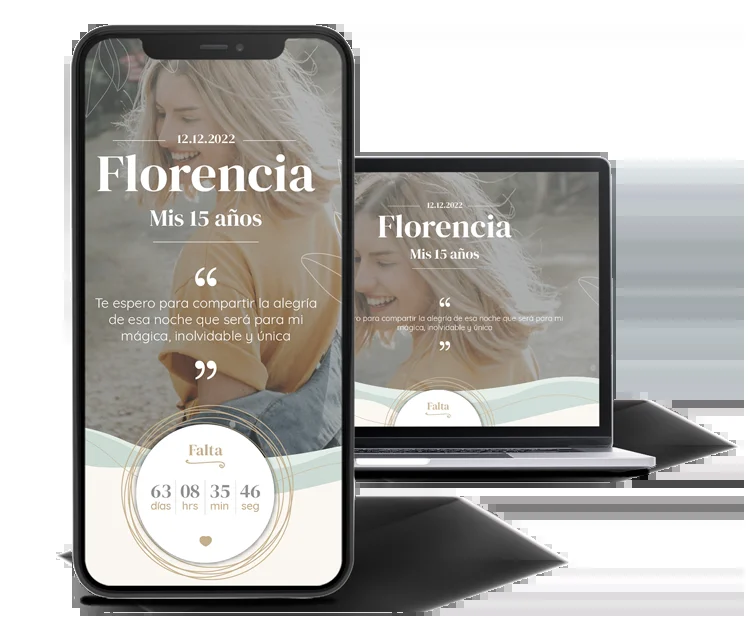 12.12.2022
Florencia
Mis 15 años
“
Te espero para compartir la alegría
de esa noche que será para mi
mágica, inolvidable y única
”
Falta
63 08 35 46
días hrs min seg
12.12.2022
Florencia
Mis 15 años
“
ro para compartir la alegría de esa noche que será para mi
mágica, inolvidable y única
”
Falta